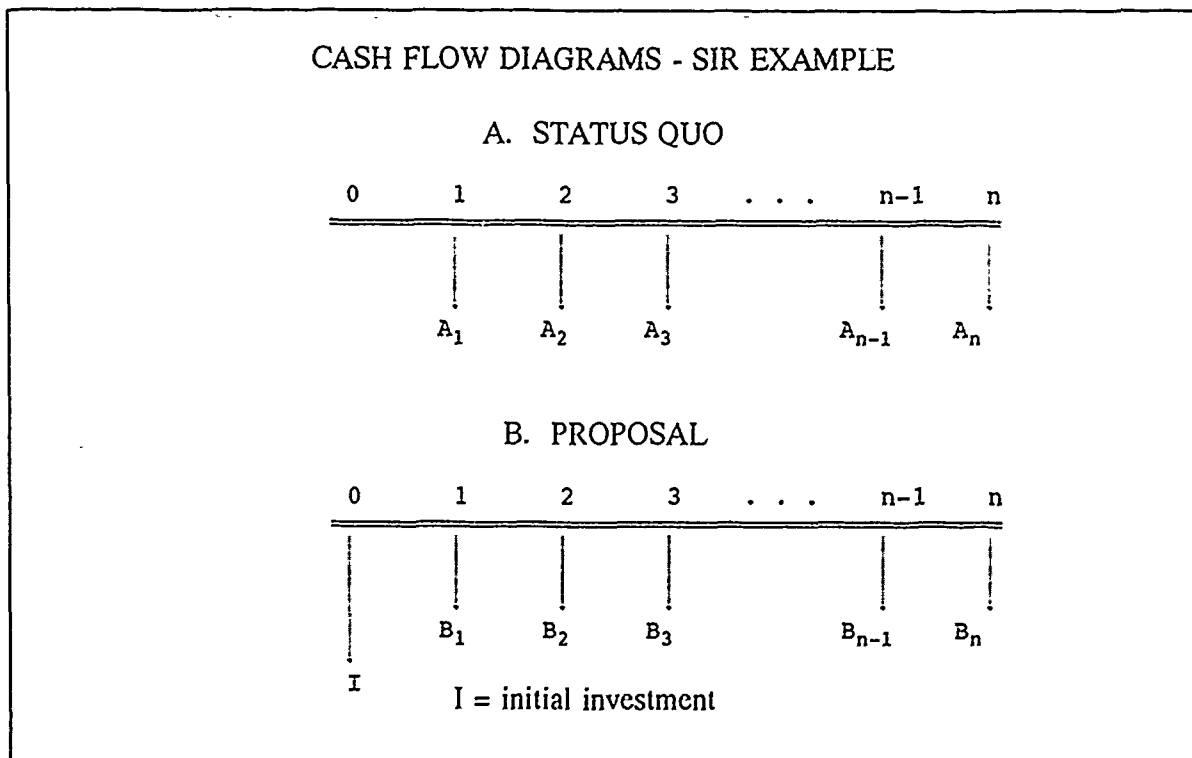 CASH FLOW DIAGRAMS - SIR EXAMPLE
A. STATUS QUO
0 1 2 3 . . . n-1 n
A₁ A₂ A₃ Aₙ₋₁ Aₙ
B. PROPOSAL
0 1 2 3 . . . n-1 n
B₁ B₂ B₃ Bₙ₋₁ Bₙ
I
I = initial investment